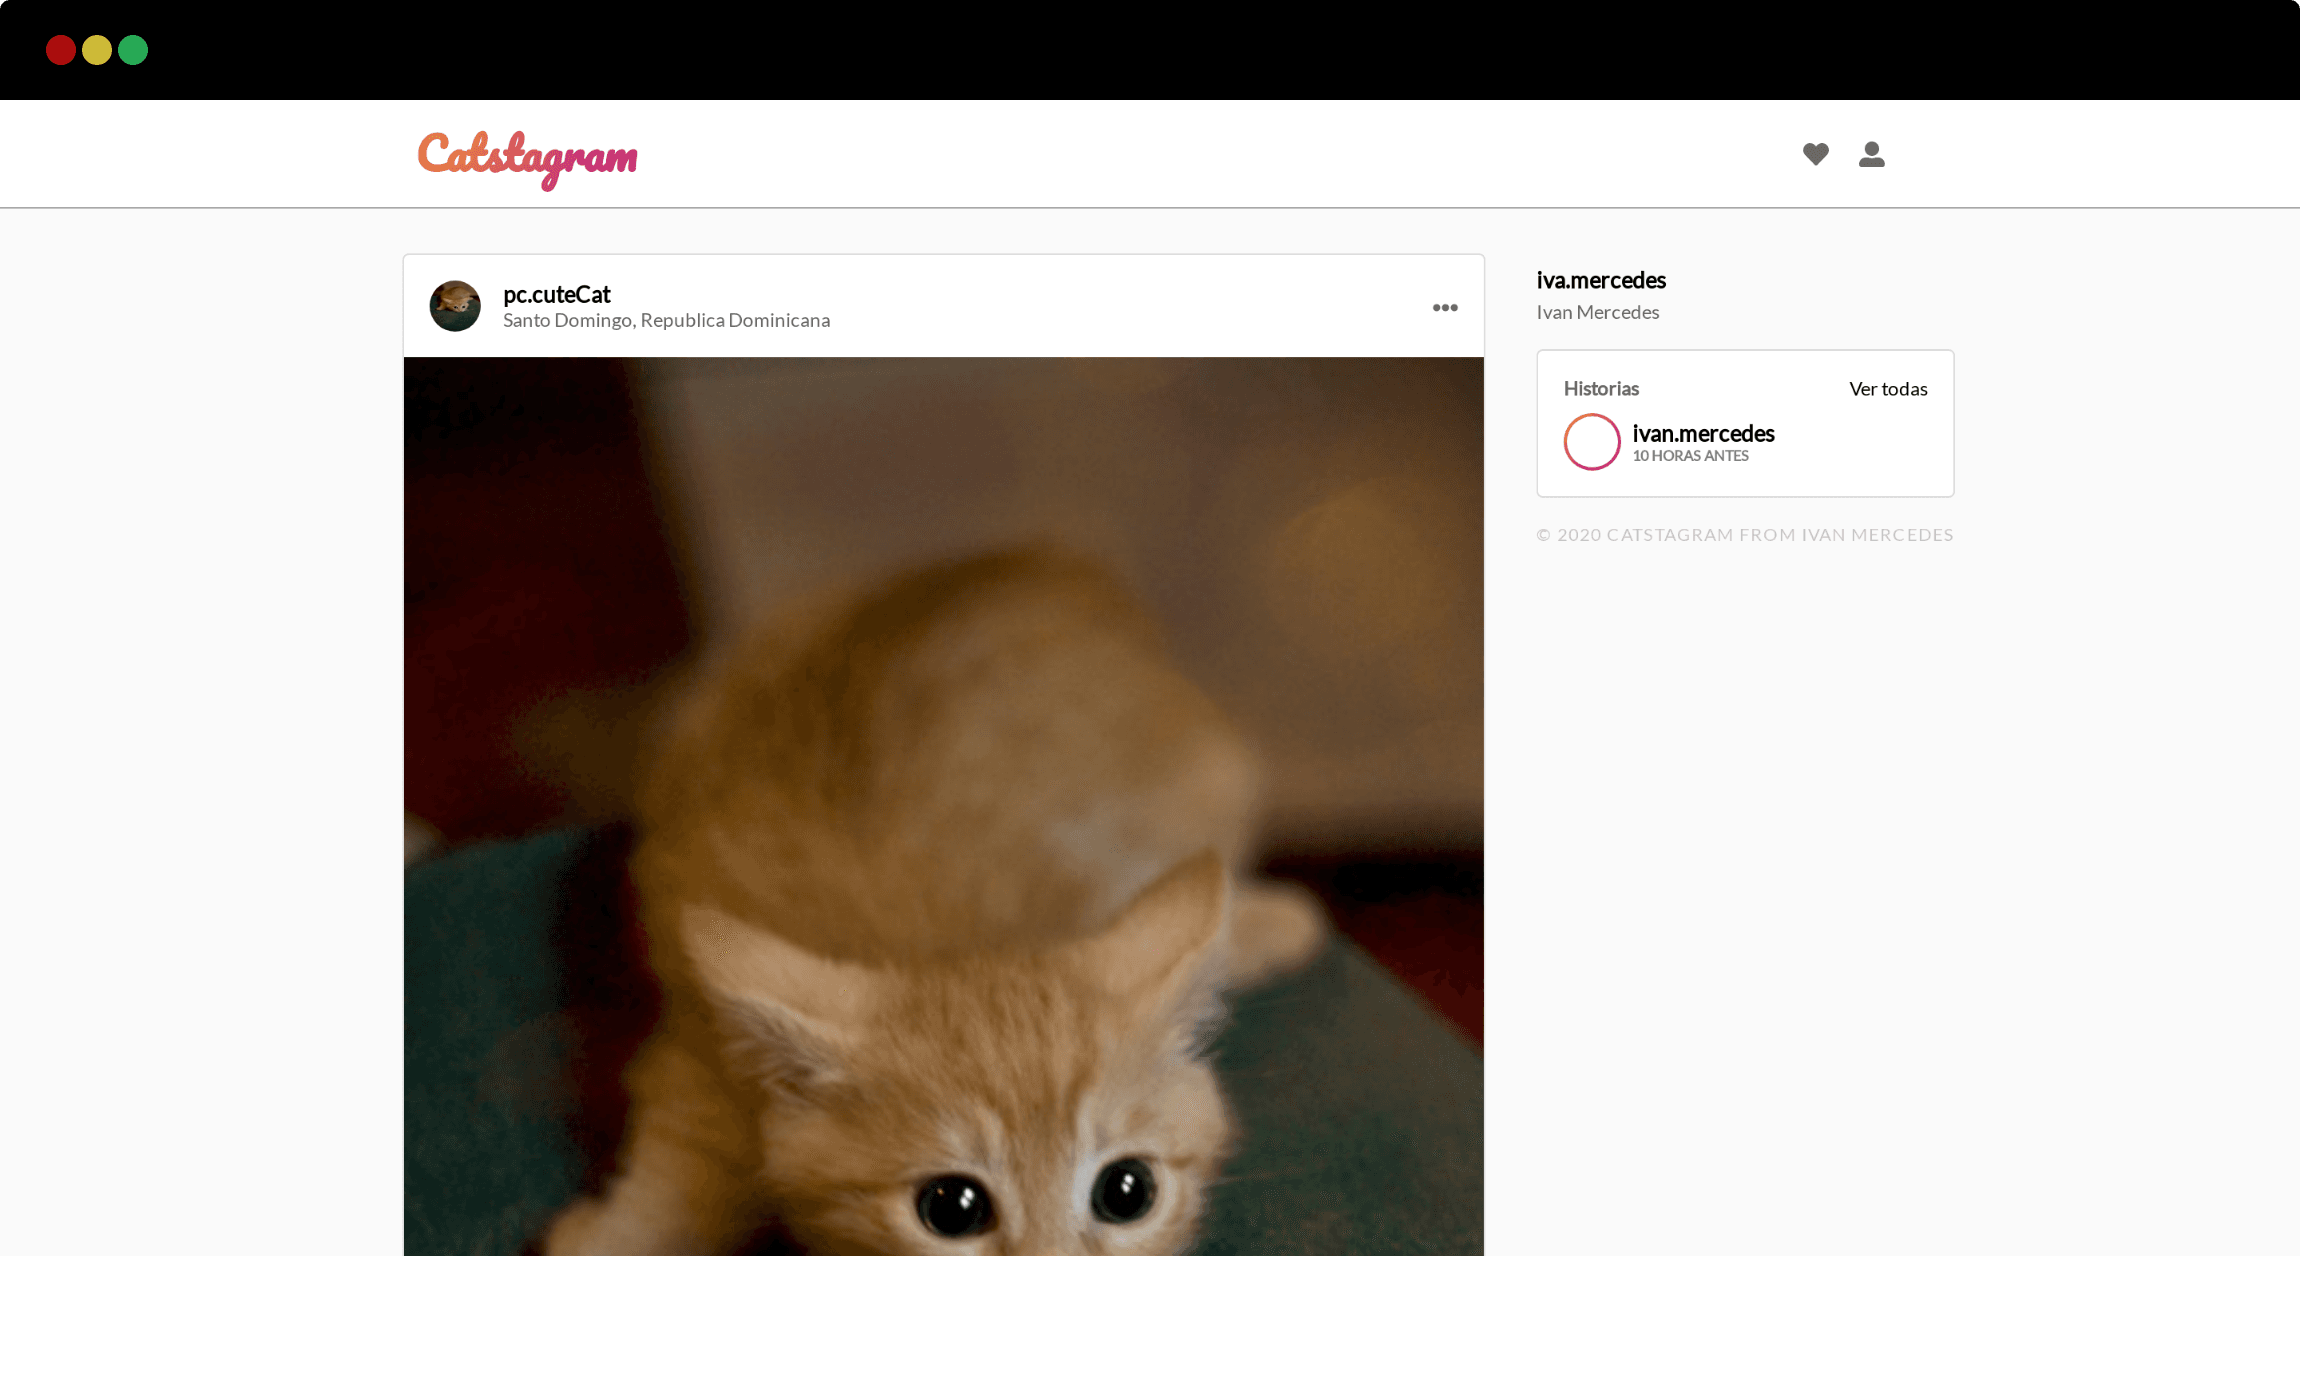 Catstagram
pc.cuteCat
Santo Domingo, Republica Dominicana
iva.mercedes
Ivan Mercedes
Historias
Ver todas
ivan.mercedes
10 HORAS ANTES
© 2020 CATSTAGRAM FROM IVAN MERCEDES